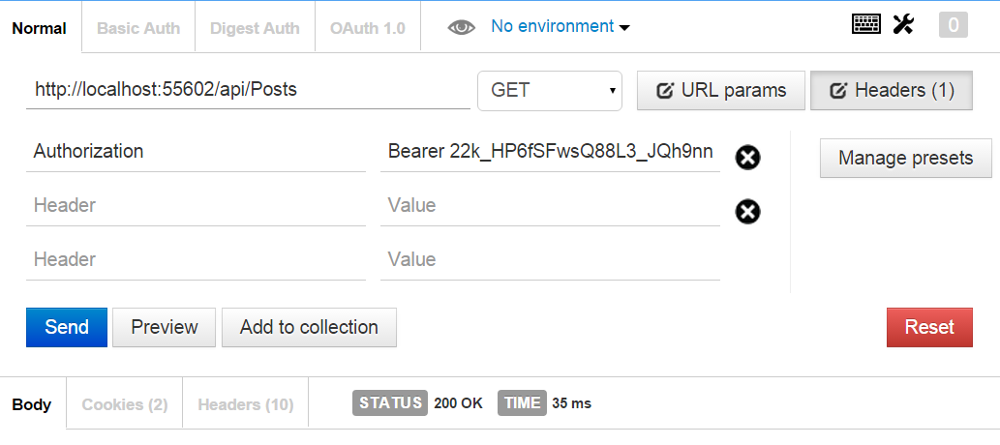 Normal Basic Auth Digest Auth OAuth 1.0 No environment 0
http://localhost:55602/api/Posts GET URL params Headers (1)
Authorization Bearer 22k_HP6fSFwsQ88L3_JQh9nn Manage presets
Header Value
Header Value
Send Preview Add to collection Reset
Body Cookies (2) Headers (10) STATUS 200 OK TIME 35 ms